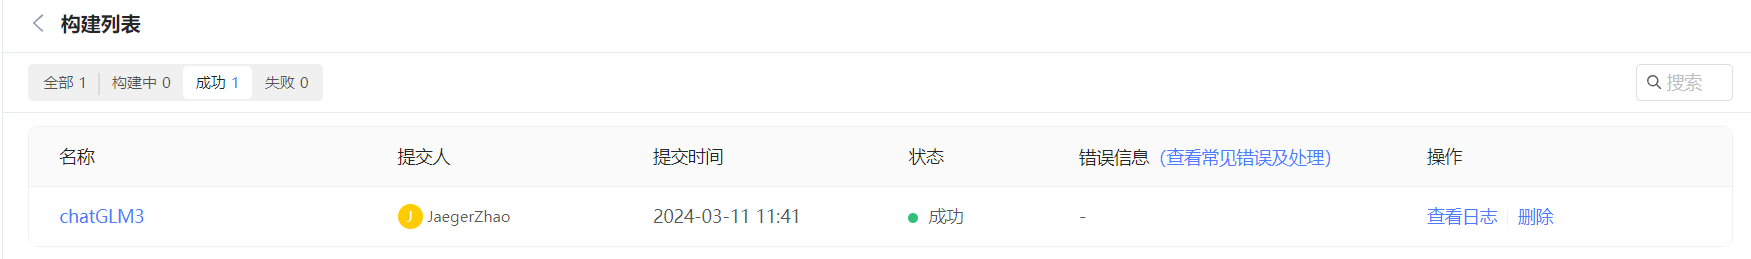 构建列表
全部 1 构建中 0 成功 1 失败 0 搜索
名称 提交人 提交时间 状态 错误信息（查看常见错误及处理） 操作
chatGLM3 J JaegerZhao 2024-03-11 11:41 成功 - 查看日志 删除